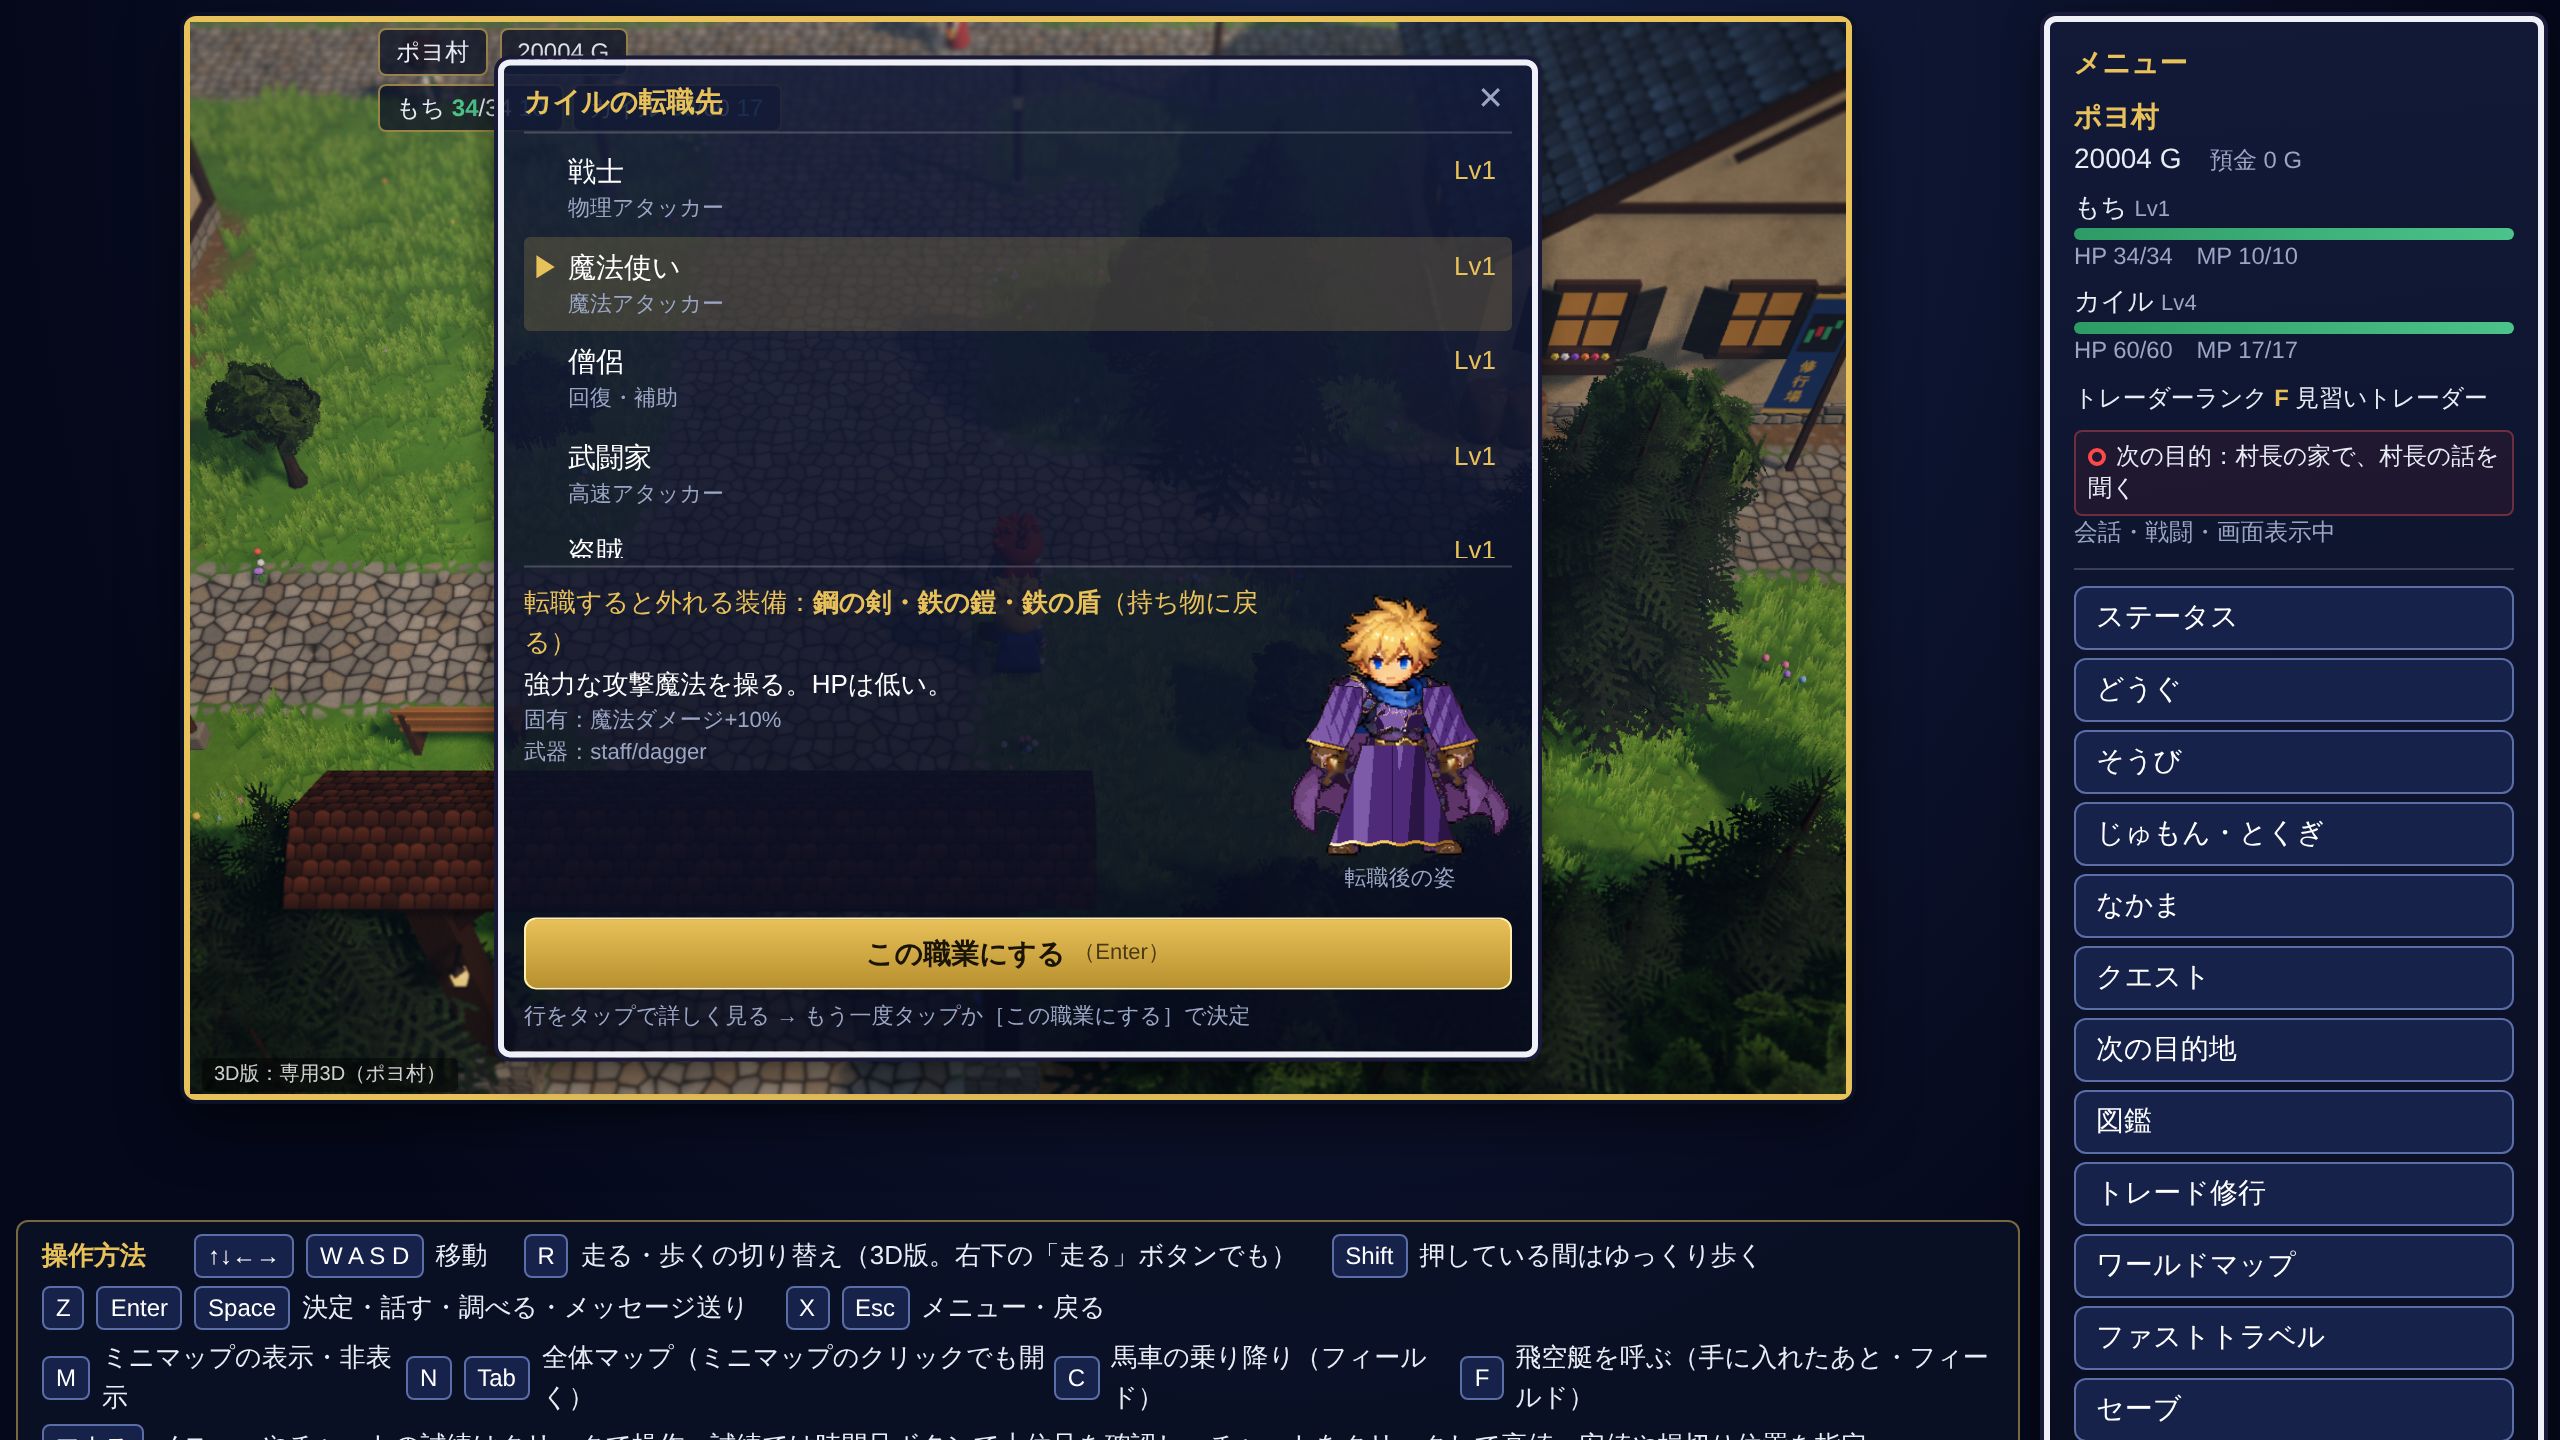 ポヨ村
20004 G
もち 34/3
カイルの転職先
✕
戦士 Lv1
物理アタッカー
魔法使い Lv1
魔法アタッカー
僧侶 Lv1
回復・補助
武闘家 Lv1
高速アタッカー
盗賊 Lv1
転職すると外れる装備：鋼の剣・鉄の鎧・鉄の盾（持ち物に戻
る）
強力な攻撃魔法を操る。HPは低い。
固有：魔法ダメージ+10%
武器：staff/dagger
転職後の姿
この職業にする （Enter）
行をタップで詳しく見る → もう一度タップか［この職業にする］で決定
修行場
3D版：専用3D（ポヨ村）
メニュー
ポヨ村
20004 G 預金 0 G
もち Lv1
HP 34/34 MP 10/10
カイル Lv4
HP 60/60 MP 17/17
トレーダーランク F 見習いトレーダー
次の目的：村長の家で、村長の話を
聞く
会話・戦闘・画面表示中
ステータス
どうぐ
そうび
じゅもん・とくぎ
なかま
クエスト
次の目的地
図鑑
トレード修行
ワールドマップ
ファストトラベル
セーブ
操作方法 ↑↓←→ W A S D 移動 R 走る・歩くの切り替え（3D版。右下の「走る」ボタンでも） Shift 押している間はゆっくり歩く
Z Enter Space 決定・話す・調べる・メッセージ送り X Esc メニュー・戻る
M ミニマップの表示・非表示 N Tab 全体マップ（ミニマップのクリックでも開く） C 馬車の乗り降り（フィールド） F 飛空艇を呼ぶ（手に入れたあと・フィールド）